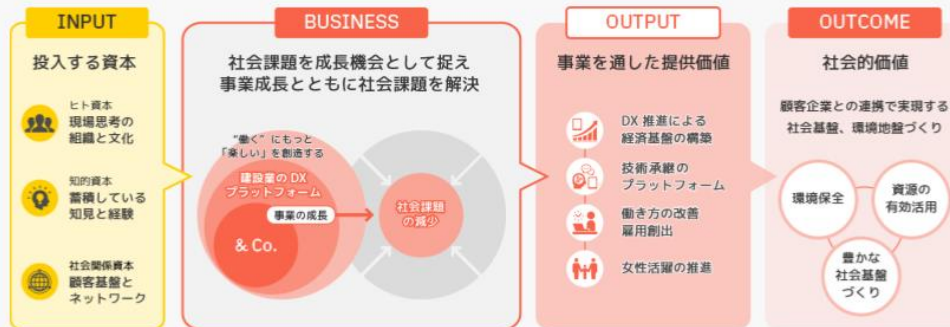 INPUT
投入する資本
ヒト資本
現場思考の
組織と文化
知的資本
蓄積している
知見と経験
社会関係資本
顧客基盤と
ネットワーク
BUSINESS
社会課題を成長機会として捉え
事業成長とともに社会課題を解決
“働く”にもっと
「楽しい」を創造する
建設業のDX
プラットフォーム
事業の成長
& Co.
社会課題
の減少
OUTPUT
事業を通した提供価値
DX 推進による
経済基盤の構築
技術承継の
プラットフォーム
働き方の改善
雇用創出
女性活躍の推進
OUTCOME
社会的価値
顧客企業との連携で実現する
社会基盤、環境地盤づくり
環境保全
資源の
有効活用
豊かな
社会基盤
づくり